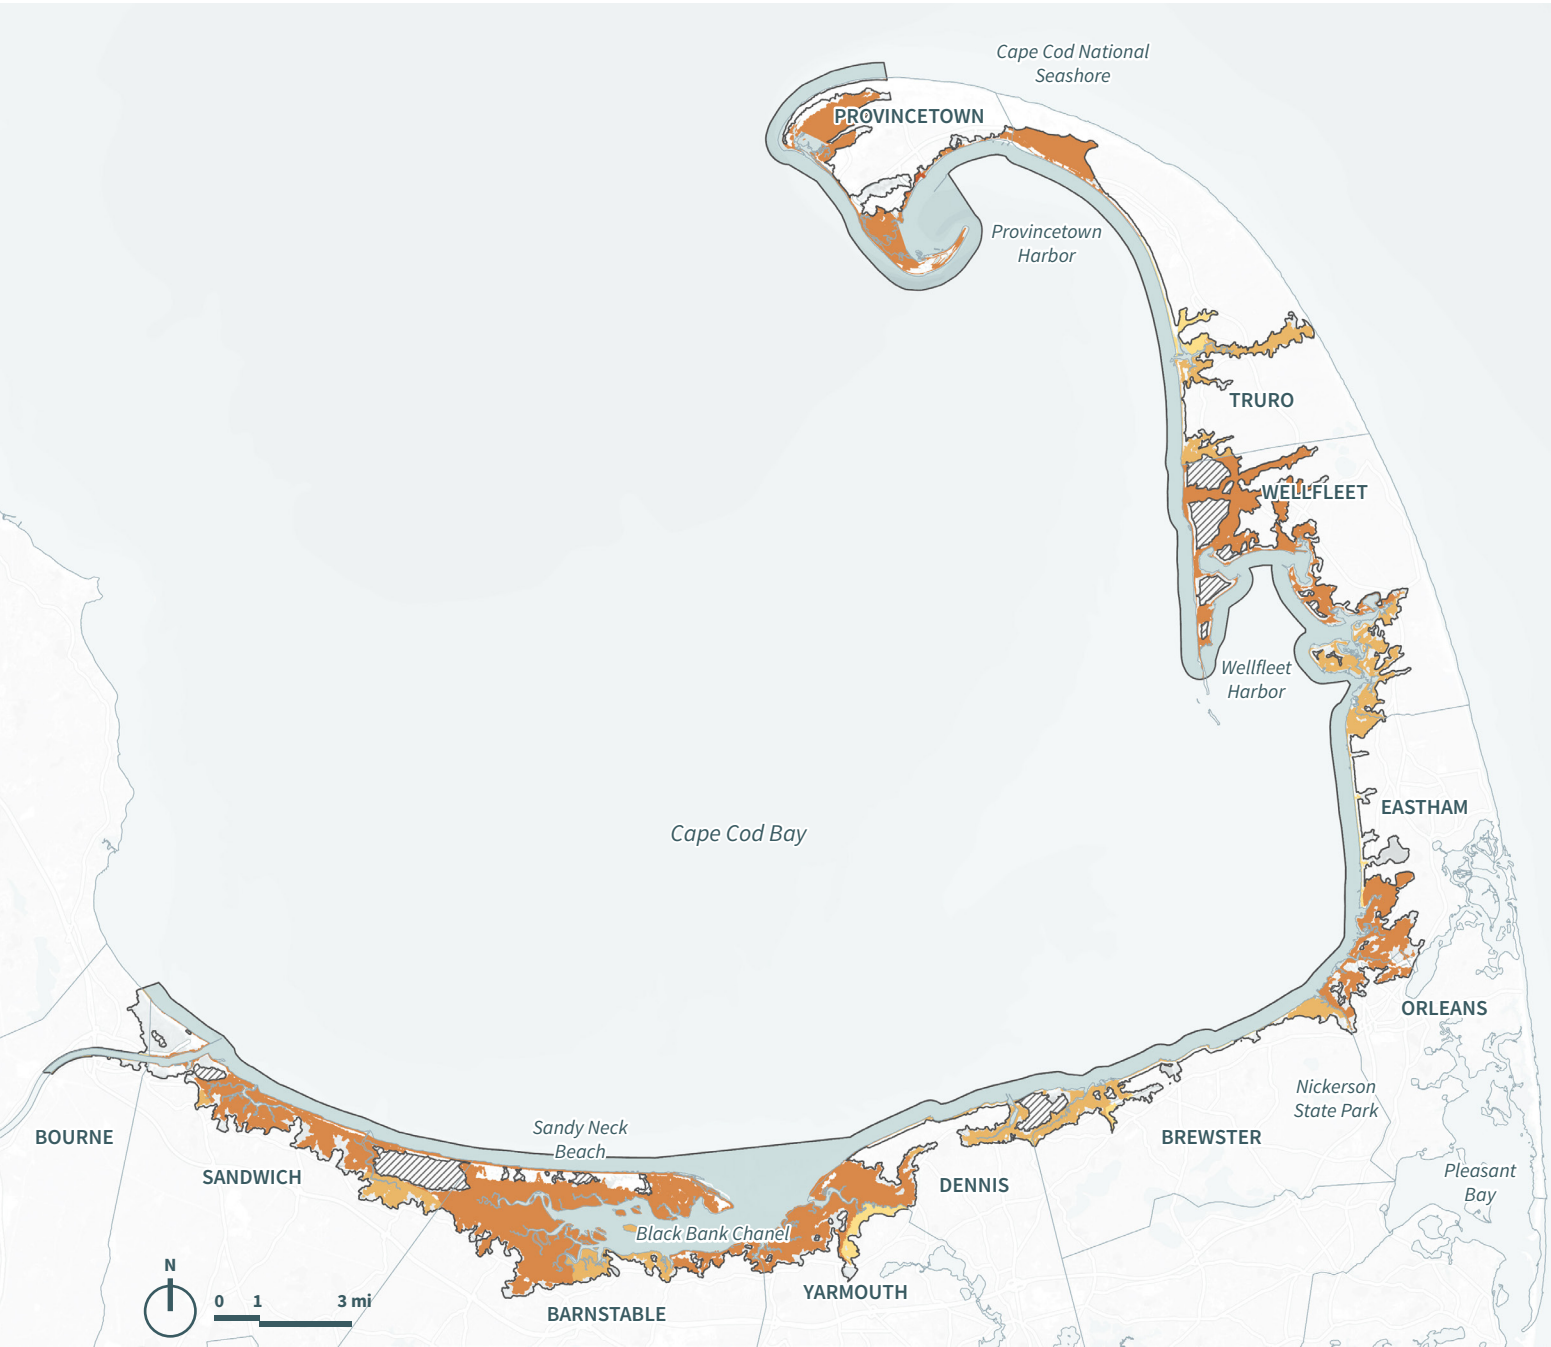 Cape Cod National
Seashore
PROVINCETOWN
Provincetown
Harbor
TRURO
WELLFLEET
Wellfleet
Harbor
Cape Cod Bay
EASTHAM
ORLEANS
Nickerson
State Park
BOURNE
Sandy Neck
Beach
BREWSTER
SANDWICH
DENNIS
Pleasant
Bay
Black Bank Chanel
N
YARMOUTH
0 1 3 mi
BARNSTABLE